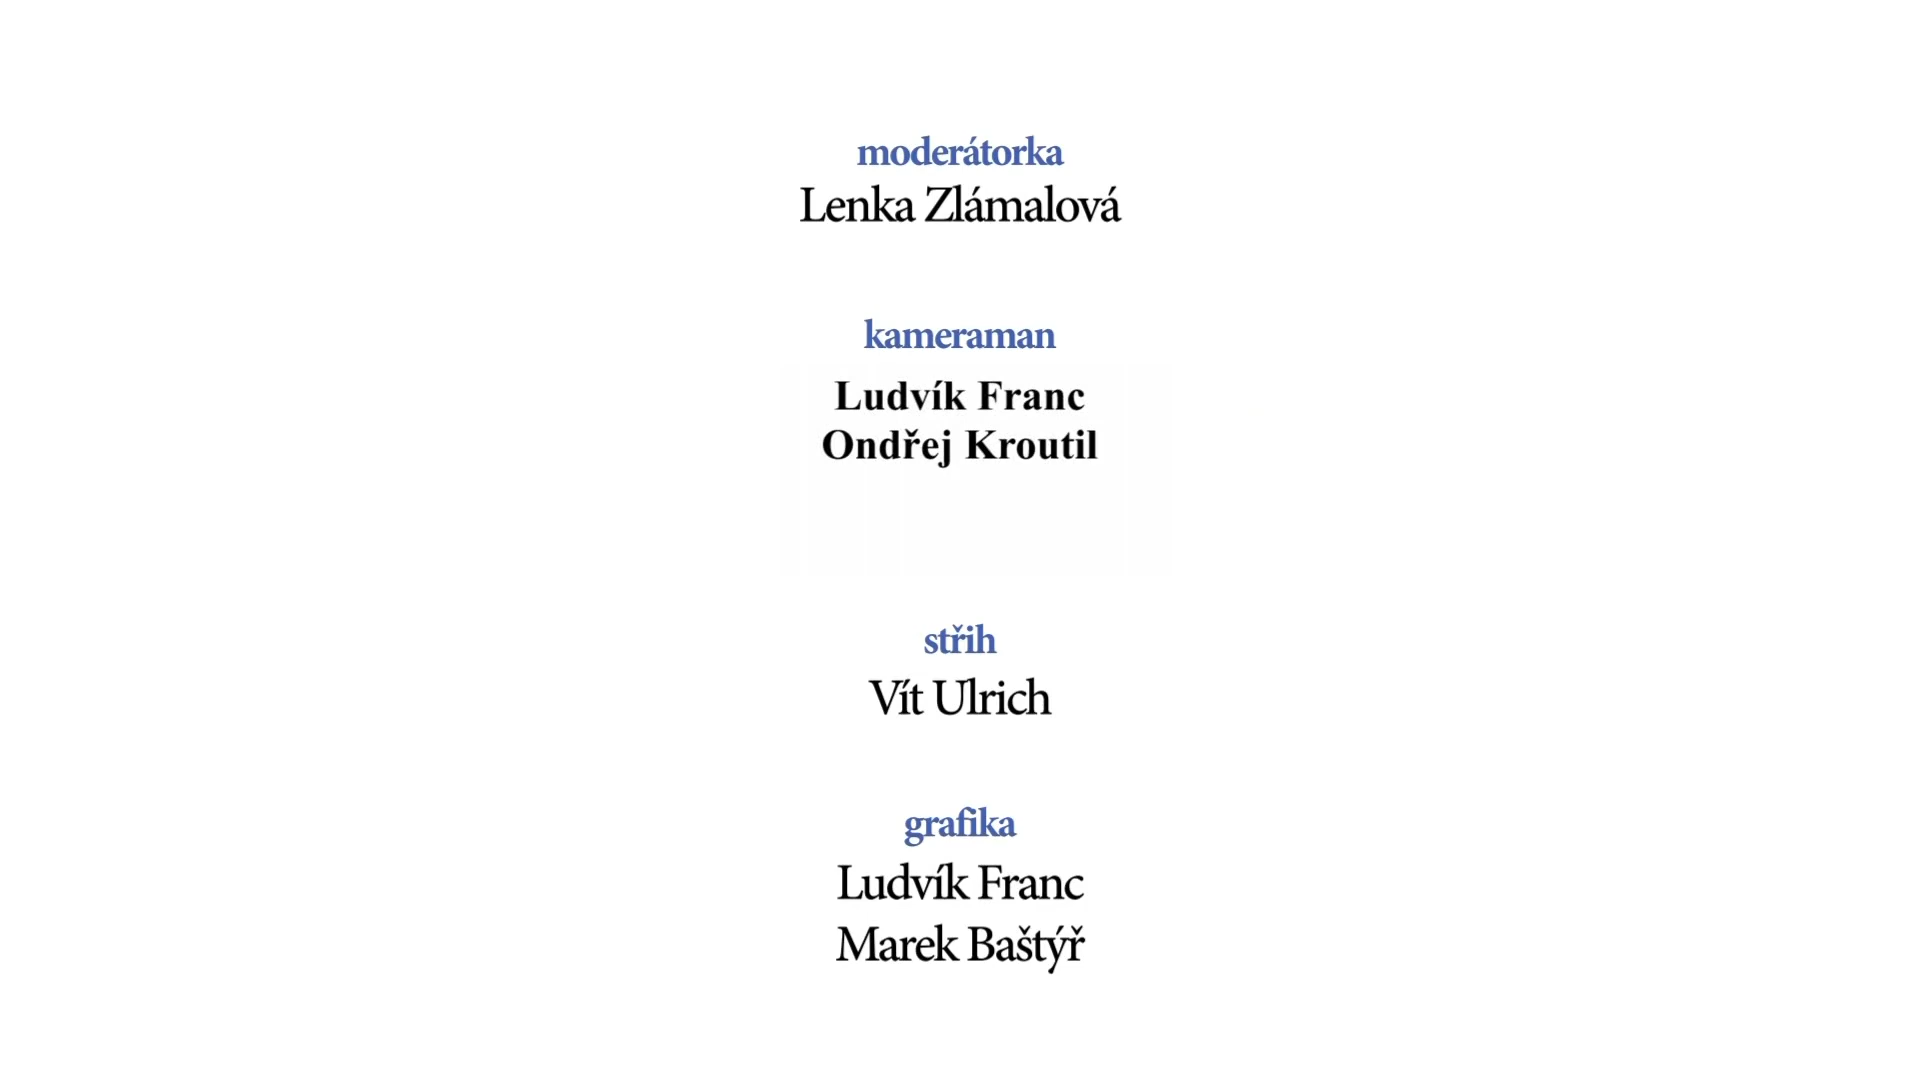 moderátorka
Lenka Zlámalová
kameraman
Ludvík Franc
Ondřej Kroutil
střih
Vít Ulrich
grafika
Ludvík Franc
Marek Baštýř